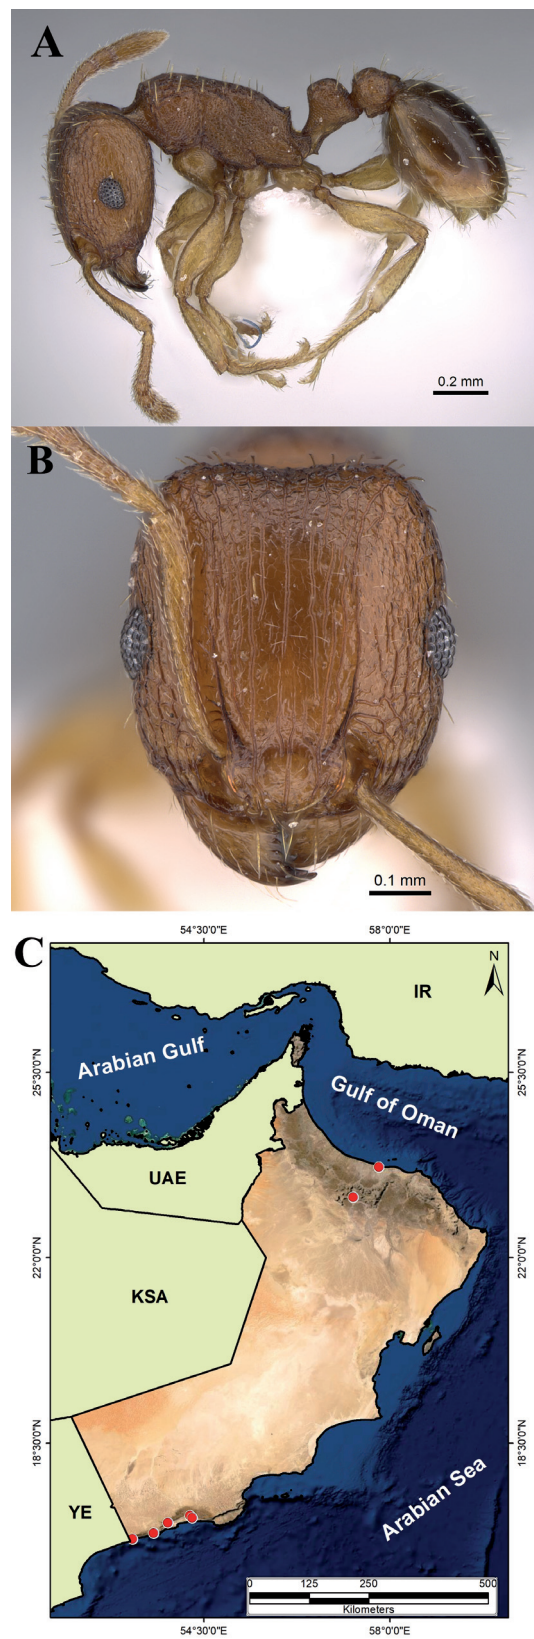 A
0.2 mm
B
0.1 mm
C
54°30'0"E 58°0'0"E
N
IR
Arabian Gulf
25°30'0"N 25°30'0"N
Gulf of Oman
UAE
22°0'0"N 22°0'0"N
KSA
18°30'0"N 18°30'0"N
Arabian Sea
YE
0 125 250 500
Kilometers
54°30'0"E 58°0'0"E